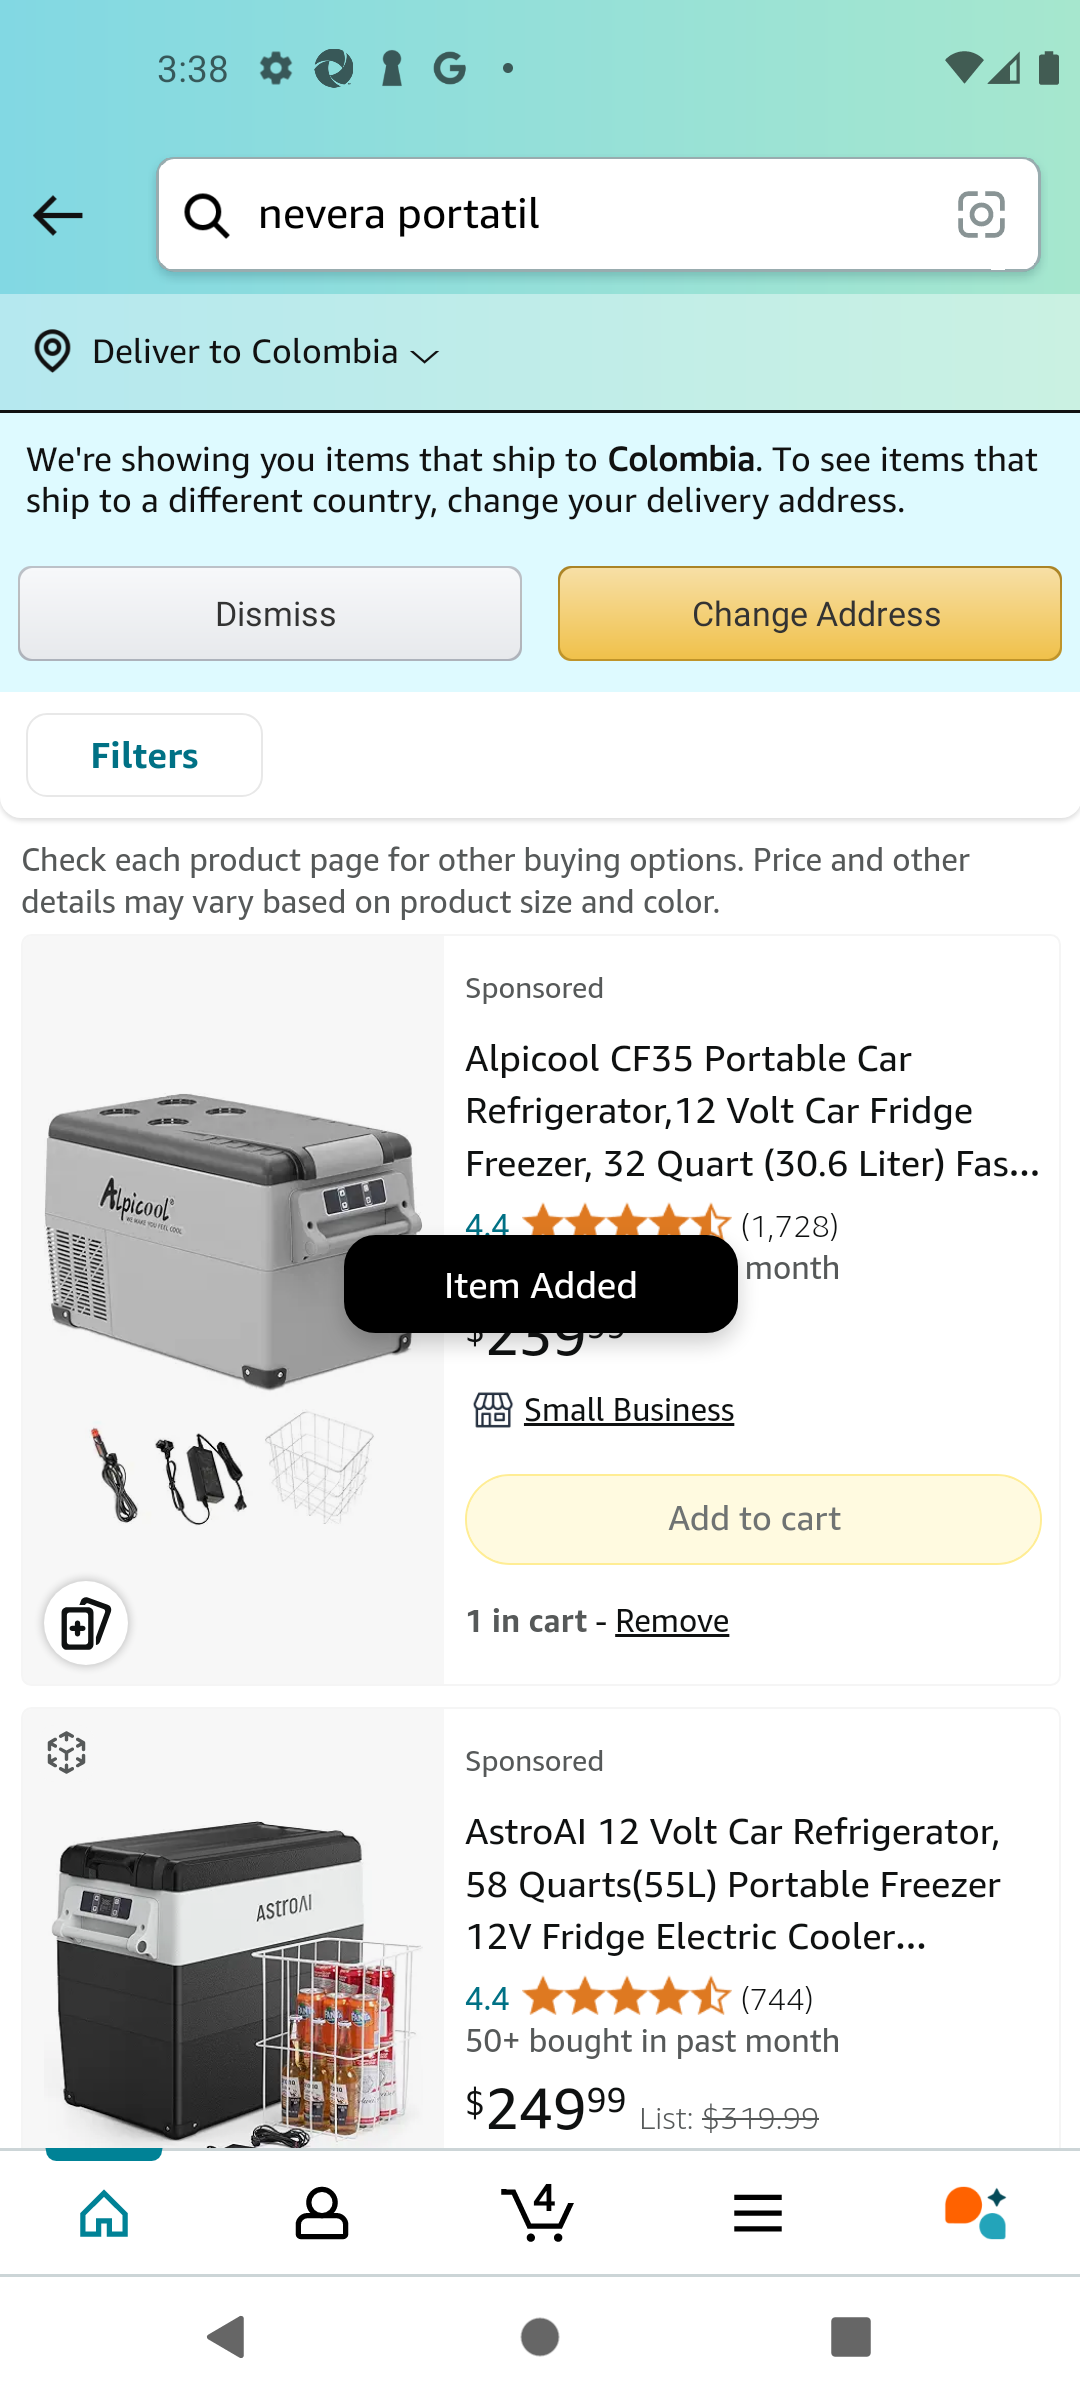 3:38
nevera portatil
Deliver to Colombia
We're showing you items that ship to Colombia. To see items that
ship to a different country, change your delivery address.
Dismiss
Change Address
Filters
Check each product page for other buying options. Price and other
details may vary based on product size and color.
Sponsored
Alpicool CF35 Portable Car
Refrigerator,12 Volt Car Fridge
Freezer, 32 Quart (30.6 Liter) Fas...
4.4 (1,728)
month
Item Added
$239.99
Small Business
Add to cart
1 in cart - Remove
Alpicool
WE MAKE YOU FEEL COOL
Sponsored
AstroAI 12 Volt Car Refrigerator,
58 Quarts(55L) Portable Freezer
12V Fridge Electric Cooler...
4.4 (744)
50+ bought in past month
$249.99 List: $319.99
ASTROAI
4